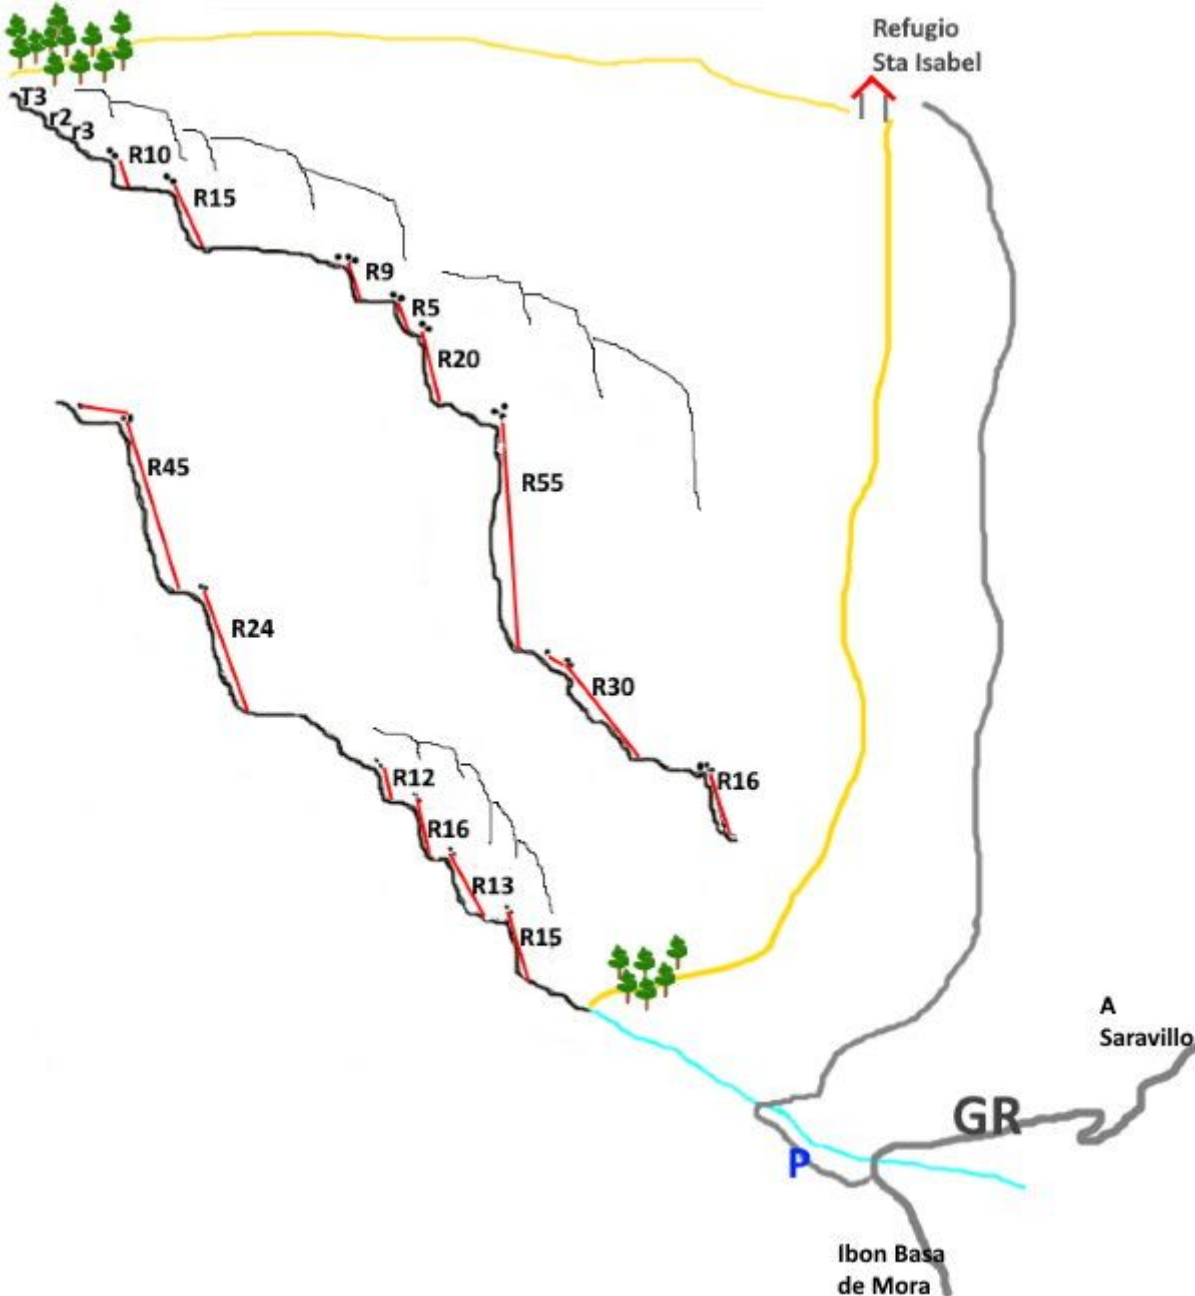 Refugio
Sta Isabel
T3
r2
r3
R10
R15
R9
R5
R20
R55
R30
R16
R45
R24
R12
R16
R13
R15
A
Saravillo
GR
P
Ibon Basa
de Mora